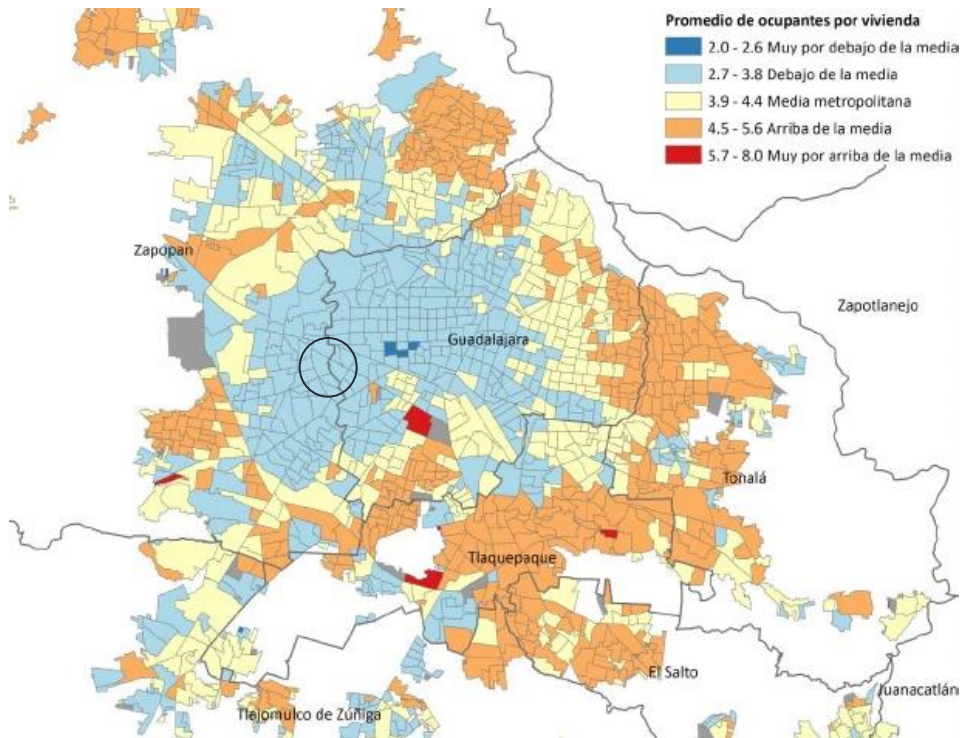 Promedio de ocupantes por vivienda
2.0 - 2.6 Muy por debajo de la media
2.7 - 3.8 Debajo de la media
3.9 - 4.4 Media metropolitana
4.5 - 5.6 Arriba de la media
5.7 - 8.0 Muy por arriba de la media
Zapopan
Zapotlanejo
Guadalajara
Tonalá
Tlaquepaque
El Salto
Juanacatlán
Tlajomulco de Zúñiga